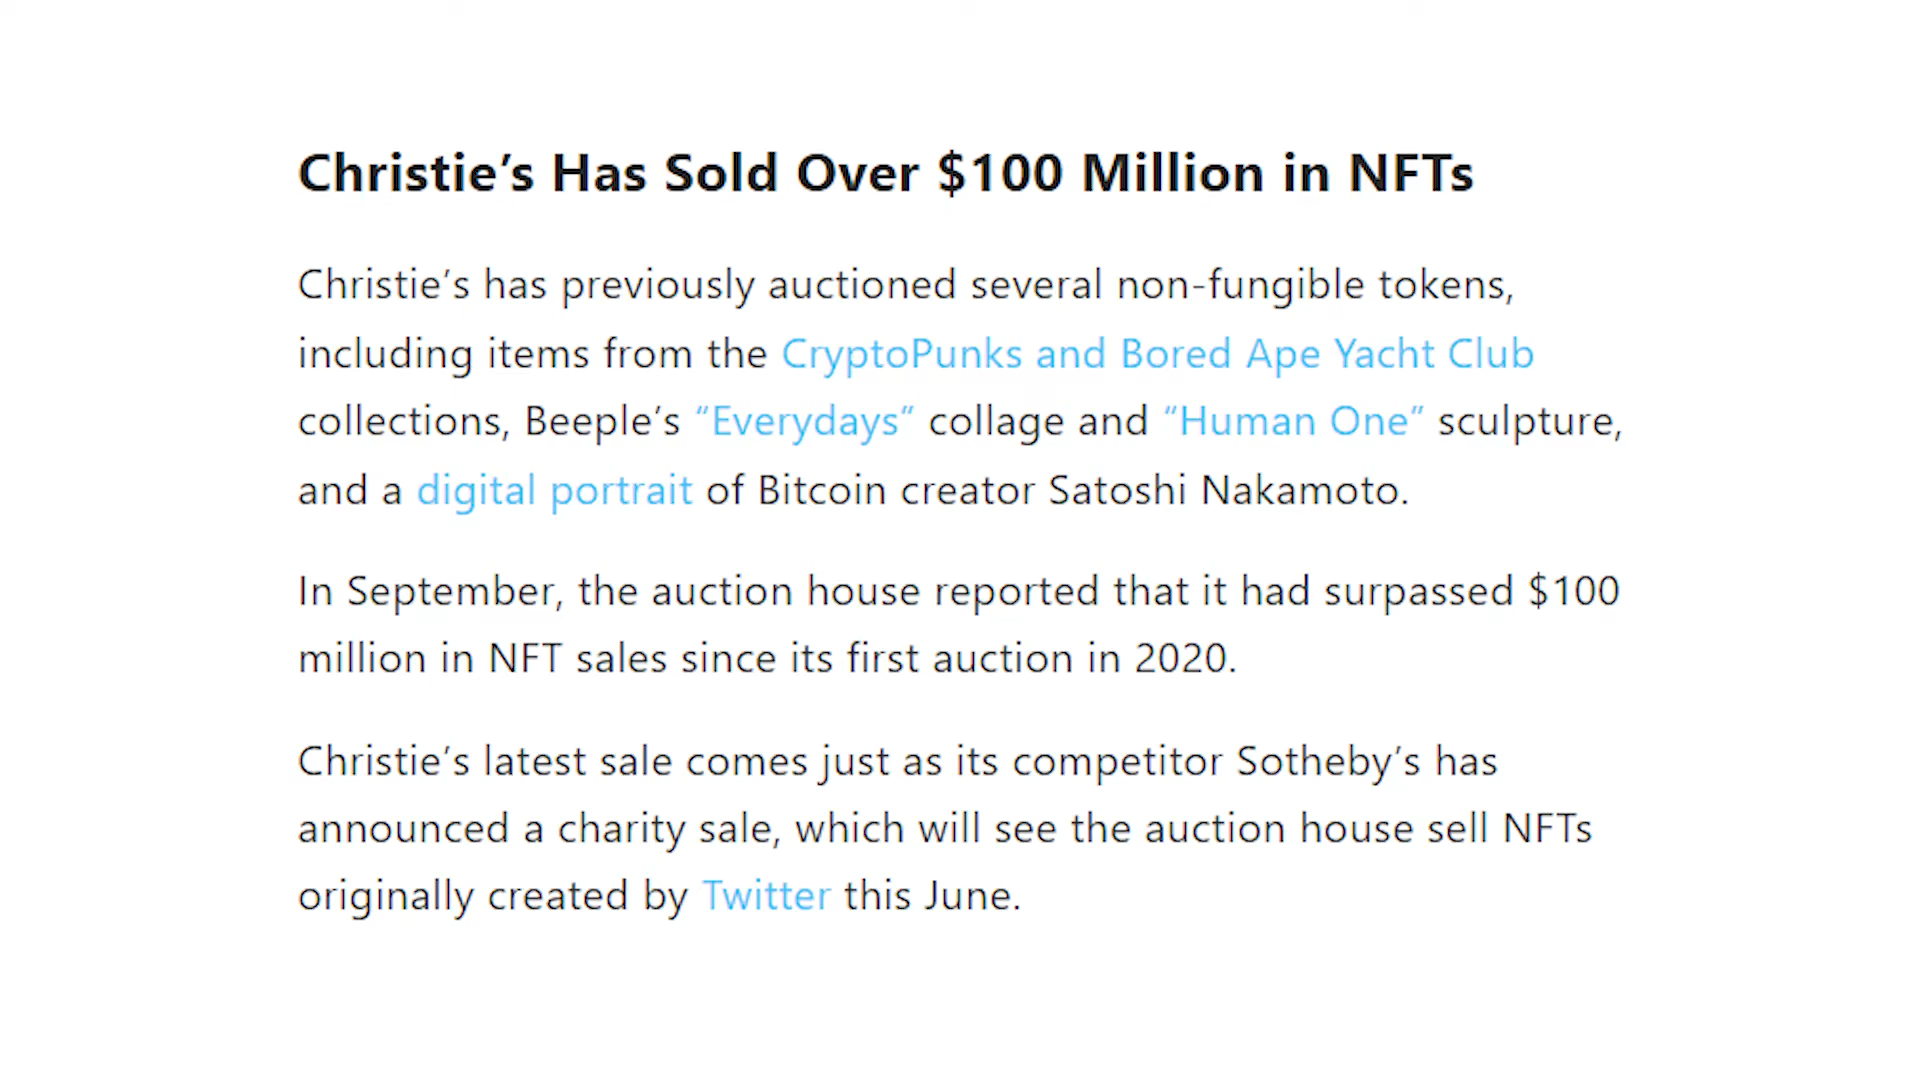 Christie’s Has Sold Over $100 Million in NFTs
Christie’s has previously auctioned several non-fungible tokens,
including items from the CryptoPunks and Bored Ape Yacht Club
collections, Beeple’s “Everydays” collage and “Human One” sculpture,
and a digital portrait of Bitcoin creator Satoshi Nakamoto.
In September, the auction house reported that it had surpassed $100
million in NFT sales since its first auction in 2020.
Christie’s latest sale comes just as its competitor Sotheby’s has
announced a charity sale, which will see the auction house sell NFTs
originally created by Twitter this June.